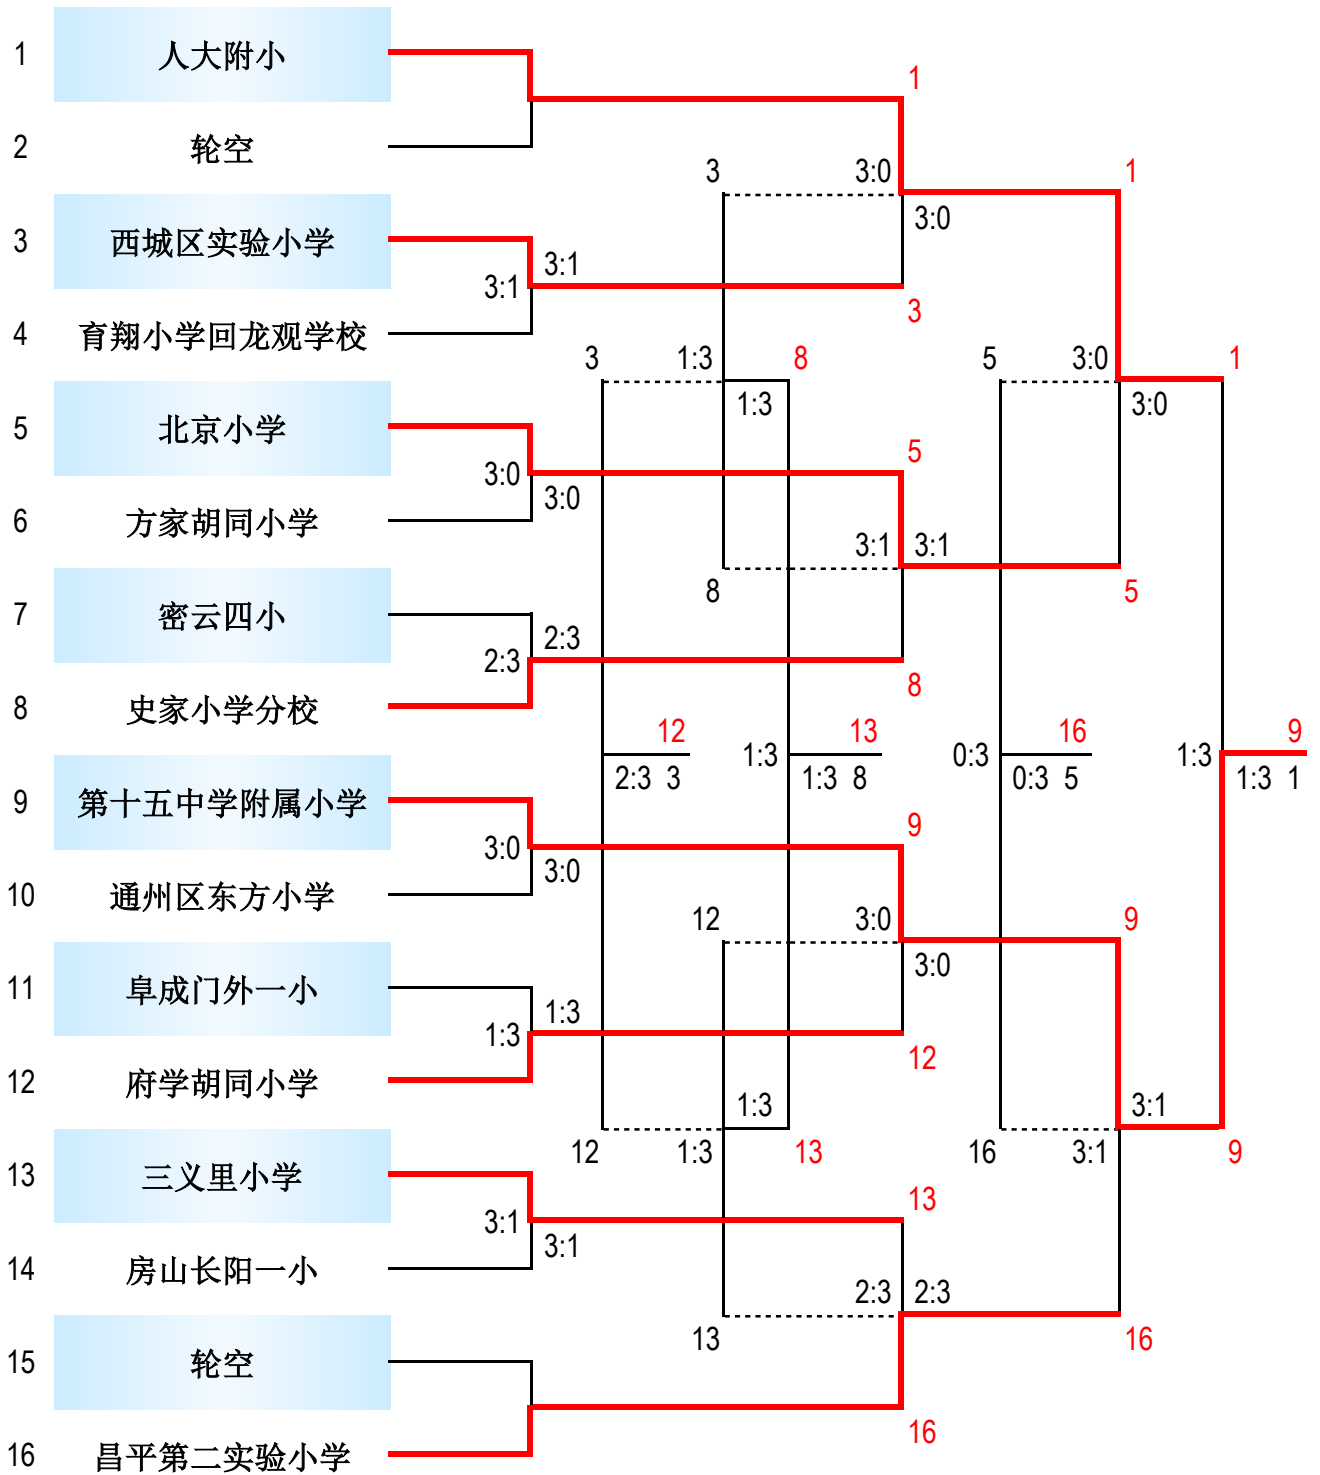 1 人大附小
1
2 轮空
3 3:0 1
3:0
3 西城区实验小学
3:1 3:1
3
4 育翔小学回龙观学校
3 1:3 8 5 3:0 1
1:3 3:0
5 北京小学
5
3:0 3:0
6 方家胡同小学
3:1 3:1
8 5
7 密云四小
2:3 2:3
8
8 史家小学分校
12 13 16 9
1:3 0:3 1:3
2:3 3 1:3 8 0:3 5 1:3 1
9 第十五中学附属小学
9
3:0 3:0
10 通州区东方小学
12 3:0 9
3:0
11 阜成门外一小
1:3 1:3
12
12 府学胡同小学
1:3 3:1
12 1:3 13 16 3:1 9
13 三义里小学
13
3:1 3:1
14 房山长阳一小
2:3 2:3
13 16
15 轮空
16
16 昌平第二实验小学